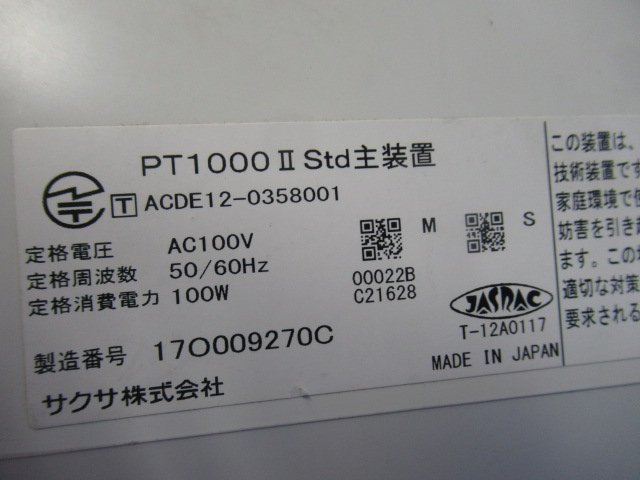 PT1000ⅡStd主装置
T ACDE12-0358001
定格電圧 AC100V
定格周波数 50/60Hz
定格消費電力 100W
M
S
00022B
C21628
JASRAC
T-12A0117
製造番号 17O009270C
MADE IN JAPAN
サクサ株式会社
この装置は、
技術装置です
家庭環境で使
妨害を引き起
ます。この
適切な対策
要求される